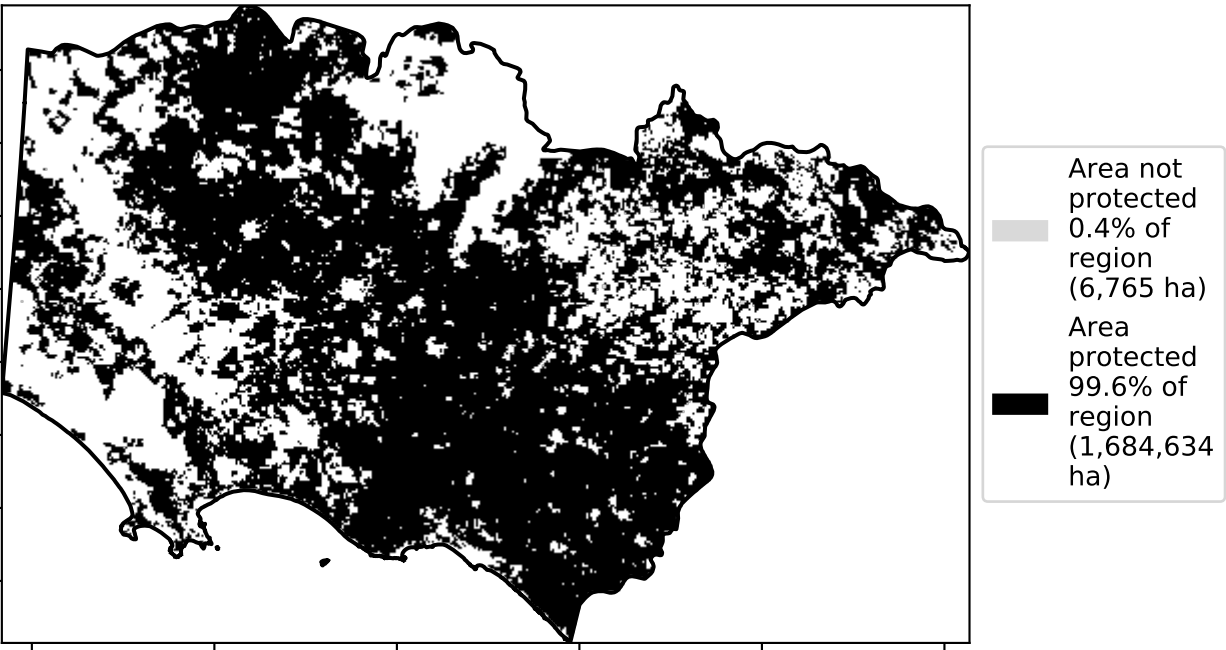 Area not
protected
0.4% of
region
(6,765 ha)
Area
protected
99.6% of
region
(1,684,634
ha)